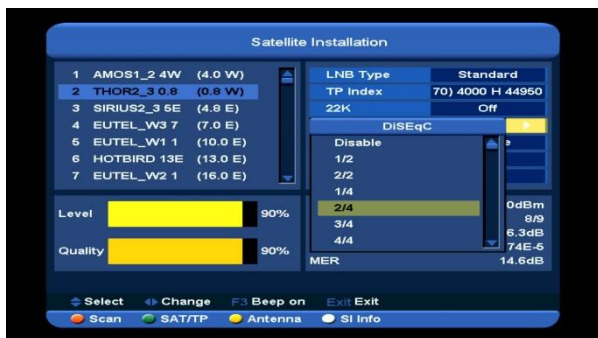 Satellite Installation
1 AMOS1_2 4W (4.0 W)
2 THOR2_3 0.8 (0.8 W)
3 SIRIUS2_3 5E (4.8 E)
4 EUTEL_W3 7 (7.0 E)
5 EUTEL_W1 1 (10.0 E)
6 HOTBIRD 13E (13.0 E)
7 EUTEL_W2 1 (16.0 E)
LNB Type Standard
TP Index 70) 4000 H 44950
22K Off
DiSEqC
Disable
1/2
2/2
1/4
2/4
3/4
4/4
0dBm
8/9
6.3dB
74E-5
MER 14.6dB
Level 90%
Quality 90%
Select Change F3 Beep on Exit Exit
Scan SAT/TP Antenna SI Info